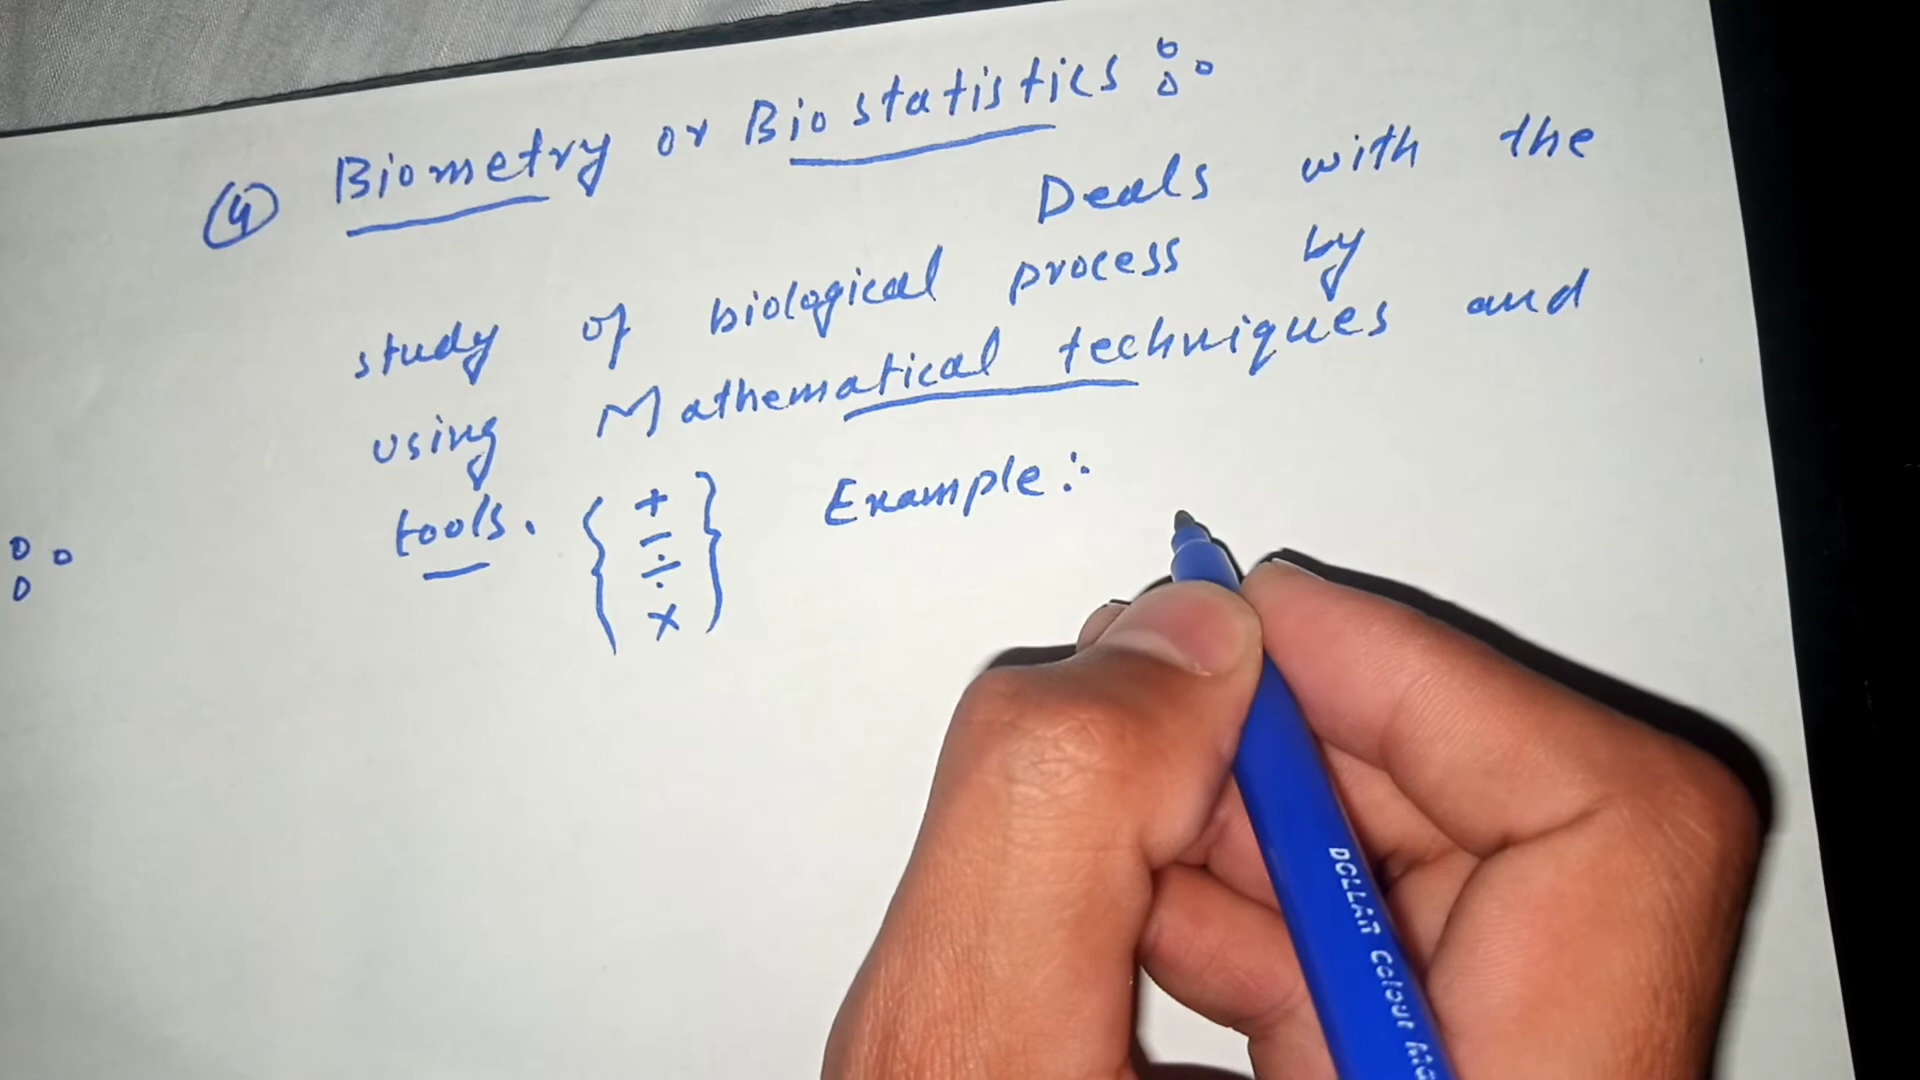 ④ Biometry or Biostatistics :.
Deals with the
study of biological process by
using Mathematical techniques and
tools. { + - ÷ × } Example :.
DOLLAR Colour Ma